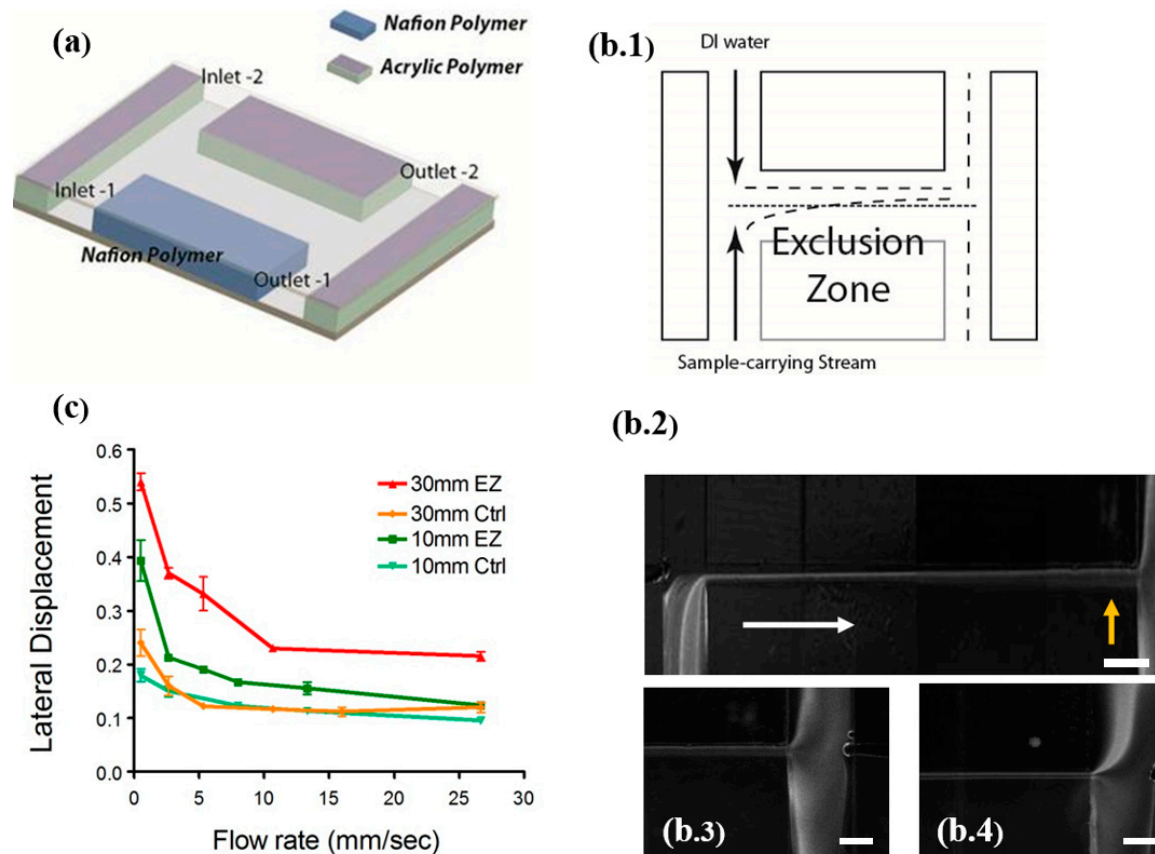 (a)
Nafion Polymer
Acrylic Polymer
Inlet -2
Outlet -2
Inlet -1
Nafion Polymer
Outlet -1
(b.1)
DI water
Exclusion
Zone
Sample-carrying Stream
(c)
Lateral Displacement
0.6
0.5
0.4
0.3
0.2
0.1
0.0
30mm EZ
30mm Ctrl
10mm EZ
10mm Ctrl
0 5 10 15 20 25 30
Flow rate (mm/sec)
(b.2)
(b.3)
(b.4)